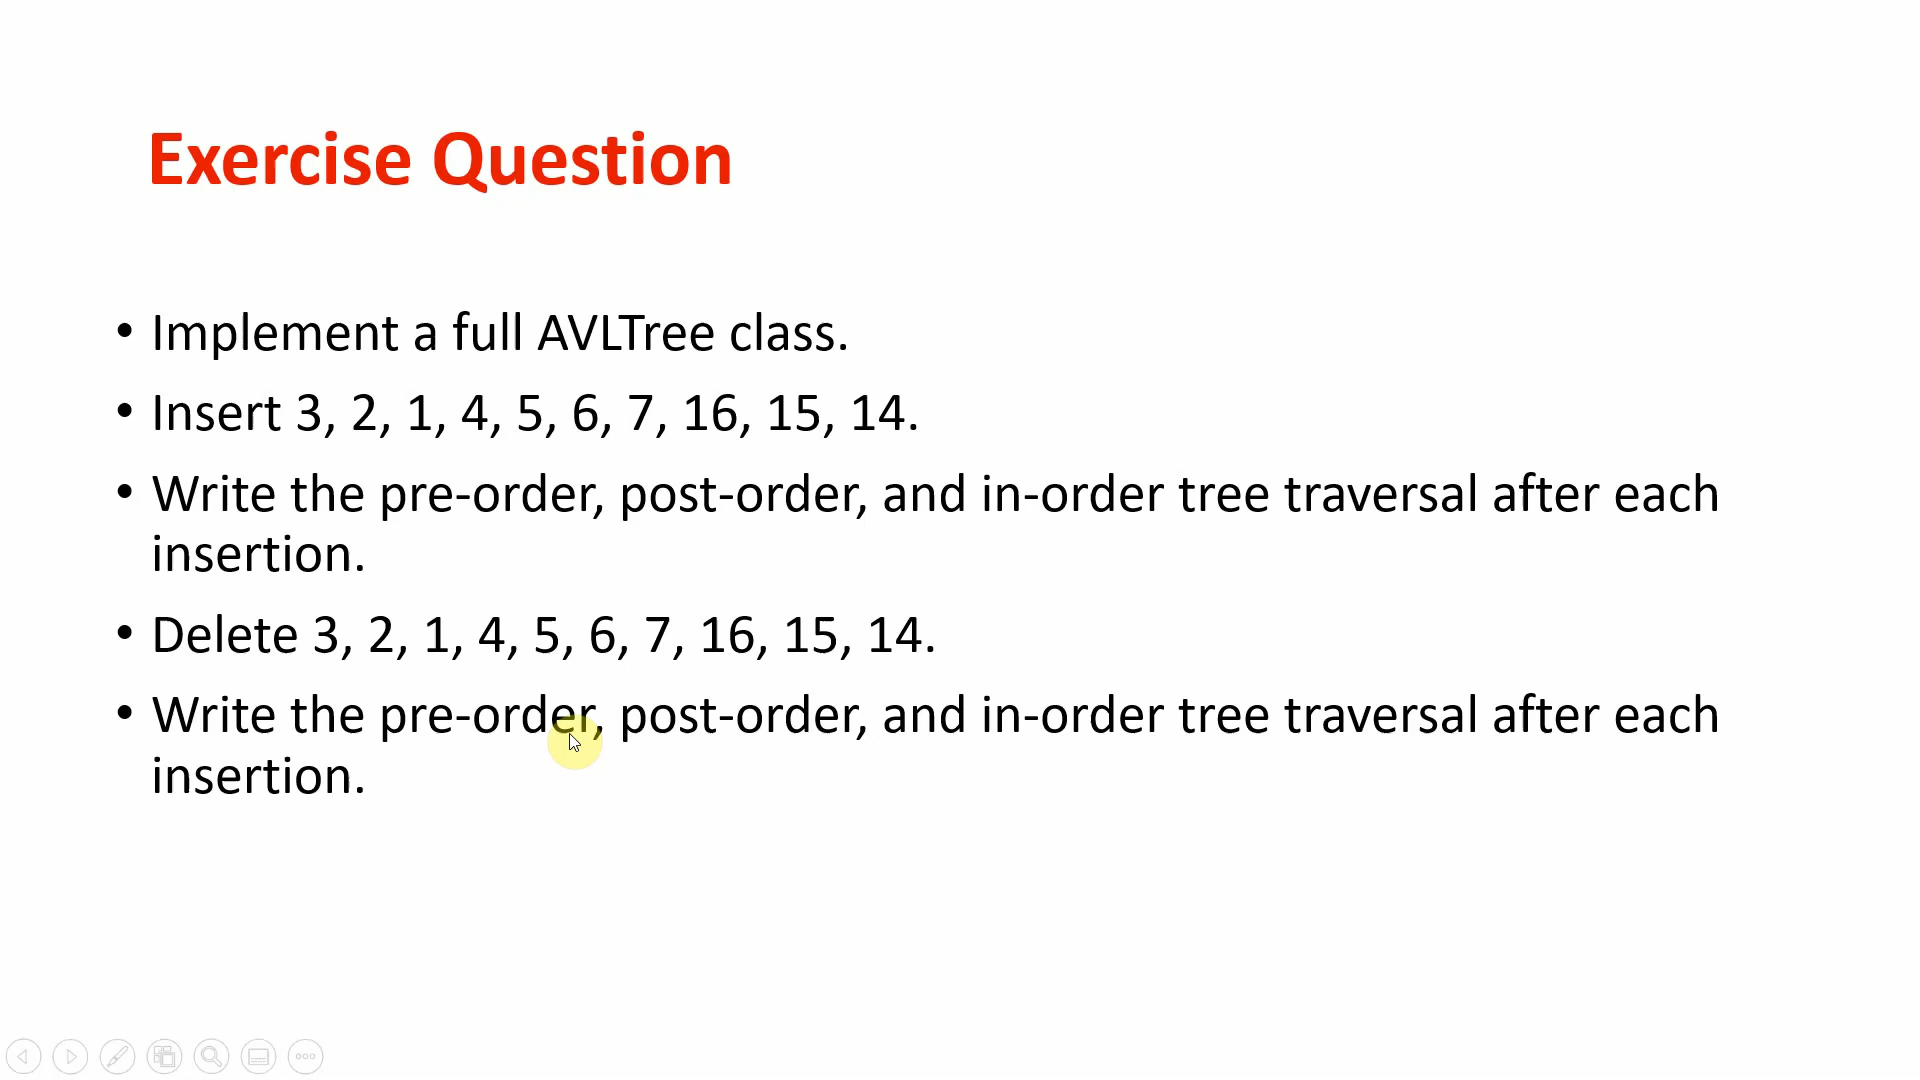 Exercise Question
• Implement a full AVLTree class.
• Insert 3, 2, 1, 4, 5, 6, 7, 16, 15, 14.
• Write the pre-order, post-order, and in-order tree traversal after each
insertion.
• Delete 3, 2, 1, 4, 5, 6, 7, 16, 15, 14.
• Write the pre-order, post-order, and in-order tree traversal after each
insertion.